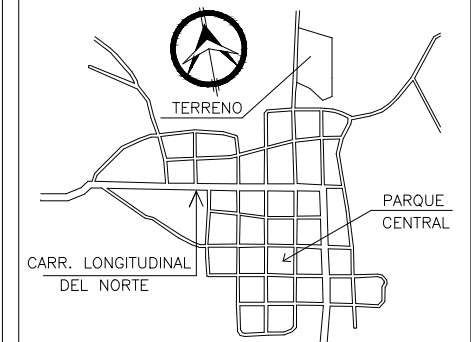 TERRENO
PARQUE
CENTRAL
CARR. LONGITUDINAL
DEL NORTE